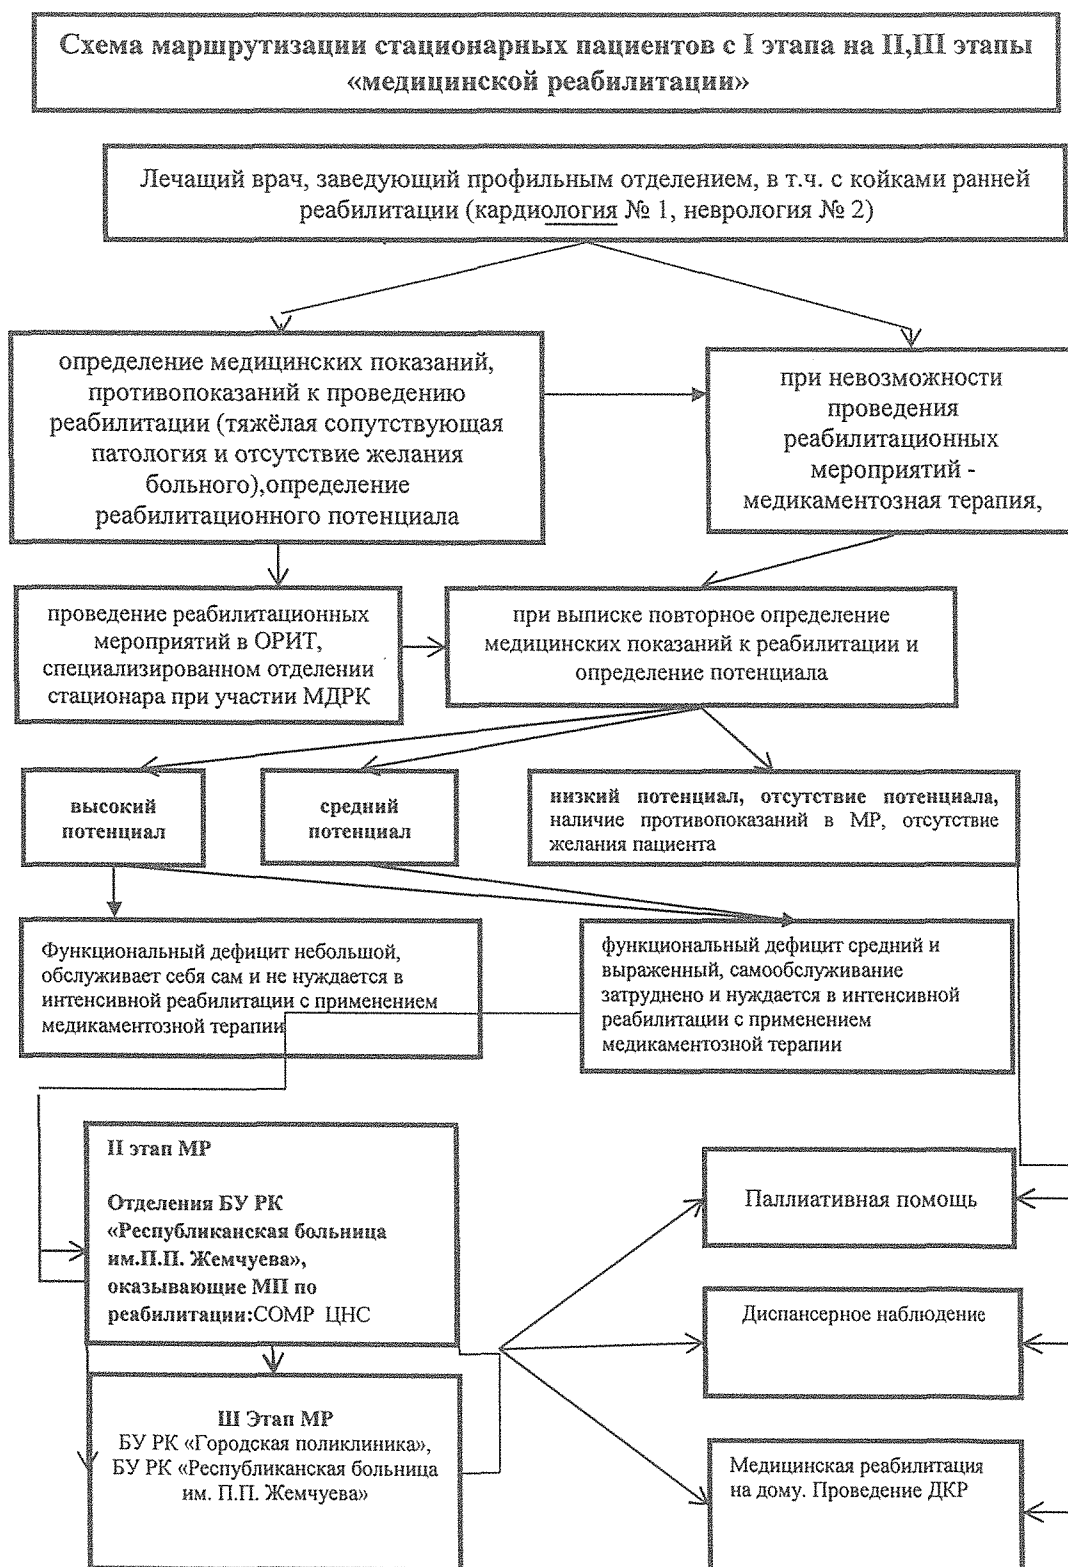 Схема маршрутизации стационарных пациентов с I этапа на II,III этапы
«медицинской реабилитации»
Лечащий врач, заведующий профильным отделением, в т.ч. с койками ранней
реабилитации (кардиология № 1, неврология № 2)
определение медицинских показаний,
противопоказаний к проведению
реабилитации (тяжёлая сопутствующая
патология и отсутствие желания
больного),определение
реабилитационного потенциала
при невозможности
проведения
реабилитационных
мероприятий -
медикаментозная терапия,
проведение реабилитационных
мероприятий в ОРИТ,
специализированном отделении
стационара при участии МДРК
при выписке повторное определение
медицинских показаний к реабилитации и
определение потенциала
высокий
потенциал
средний
потенциал
низкий потенциал, отсутствие потенциала,
наличие противопоказаний в МР, отсутствие
желания пациента
Функциональный дефицит небольшой,
обслуживает себя сам и не нуждается в
интенсивной реабилитации с применением
медикаментозной терапии
функциональный дефицит средний и
выраженный, самообслуживание
затруднено и нуждается в интенсивной
реабилитации с применением
медикаментозной терапии
II этап МР
Отделения БУ РК
«Республиканская больница
им.П.П. Жемчуева»,
оказывающие МП по
реабилитации:СОМР ЦНС
Паллиативная помощь
Диспансерное наблюдение
III Этап МР
БУ РК «Городская поликлиника»,
БУ РК «Республиканская больница
им. П.П. Жемчуева»
Медицинская реабилитация
на дому. Проведение ДКР